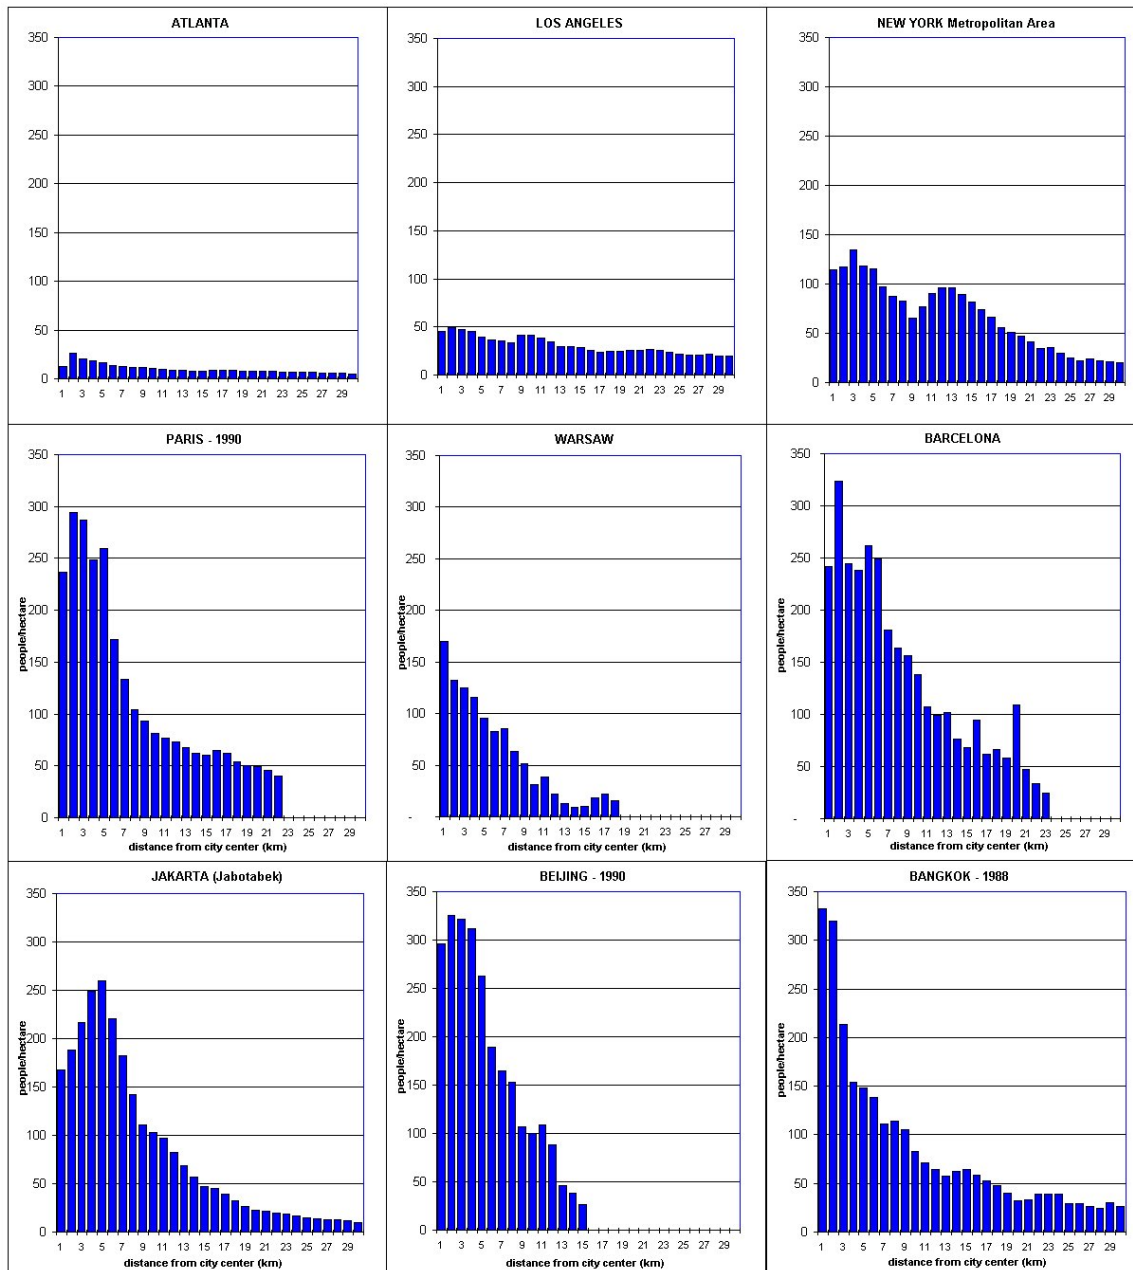 ATLANTA
350
300
250
200
150
100
50
0
1 3 5 7 9 11 13 15 17 19 21 23 25 27 29
LOS ANGELES
350
300
250
200
150
100
50
0
1 3 5 7 9 11 13 15 17 19 21 23 25 27 29
NEW YORK Metropolitan Area
350
300
250
200
150
100
50
0
1 3 5 7 9 11 13 15 17 19 21 23 25 27 29
PARIS - 1990
350
300
250
200
150
100
50
0
people/hectare
1 3 5 7 9 11 13 15 17 19 21 23 25 27 29
distance from city center (km)
WARSAW
350
300
250
200
150
100
50
-
people/hectare
1 3 5 7 9 11 13 15 17 19 21 23 25 27 29
distance from city center (km)
BARCELONA
350
300
250
200
150
100
50
-
people/hectare
1 3 5 7 9 11 13 15 17 19 21 23 25 27 29
distance from city center (km)
JAKARTA (Jabotabek)
350
300
250
200
150
100
50
0
people/hectare
1 3 5 7 9 11 13 15 17 19 21 23 25 27 29
distance from city center (km)
BEIJING - 1990
350
300
250
200
150
100
50
0
people/hectare
1 3 5 7 9 11 13 15 17 19 21 23 25 27 29
distance from city center (km)
BANGKOK - 1988
350
300
250
200
150
100
50
0
people/hectare
1 3 5 7 9 11 13 15 17 19 21 23 25 27 29
distance from city center (km)